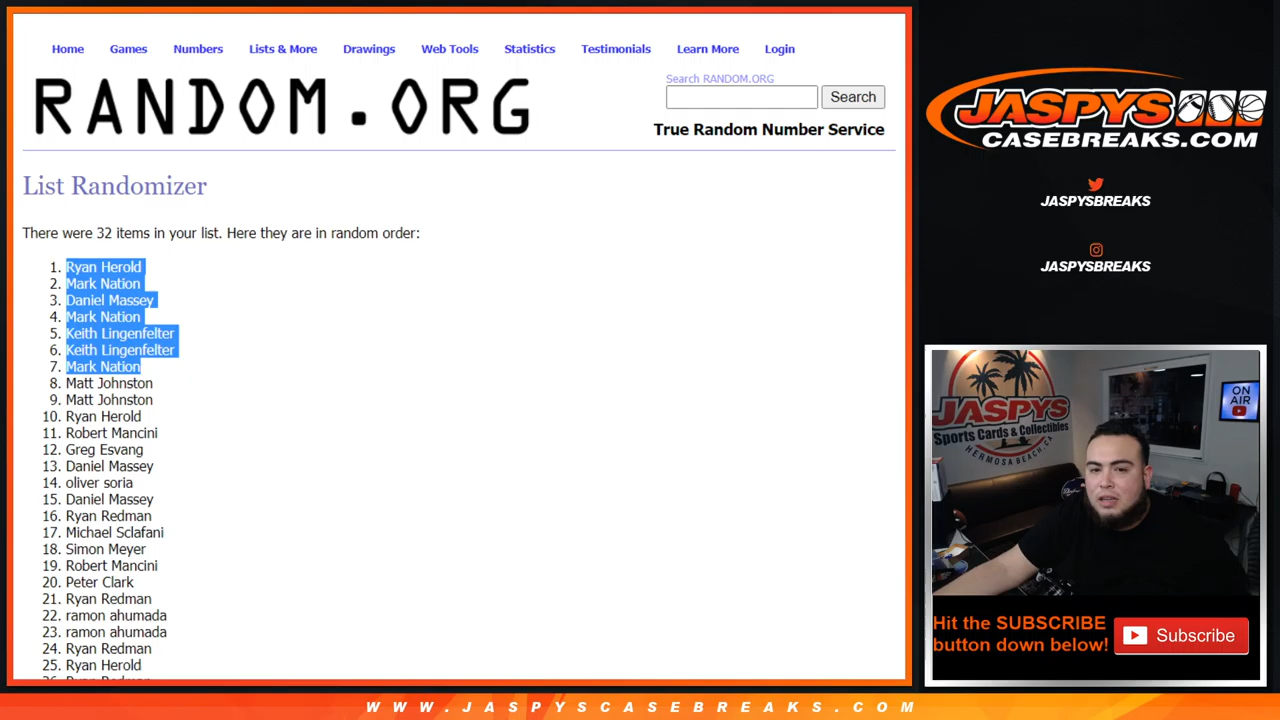 Home Games Numbers Lists & More Drawings Web Tools Statistics Testimonials Learn More Login
RANDOM.ORG
Search RANDOM.ORG
Search
True Random Number Service
List Randomizer
There were 32 items in your list. Here they are in random order:
1. Ryan Herold
2. Mark Nation
3. Daniel Massey
4. Mark Nation
5. Keith Lingenfelter
6. Keith Lingenfelter
7. Mark Nation
8. Matt Johnston
9. Matt Johnston
10. Ryan Herold
11. Robert Mancini
12. Greg Esvang
13. Daniel Massey
14. oliver soria
15. Daniel Massey
16. Ryan Redman
17. Michael Sclafani
18. Simon Meyer
19. Robert Mancini
20. Peter Clark
21. Ryan Redman
22. ramon ahumada
23. ramon ahumada
24. Ryan Redman
25. Ryan Herold
JASPYS
CASEBREAKS.COM
JASPYSBREAKS
JASPYSBREAKS
JASPYS
Sports Cards & Collectibles
HERMOSA BEACH, CA
ON AIR
Hit the SUBSCRIBE
button down below!
Subscribe
WWW.JASPYSCASEBREAKS.COM